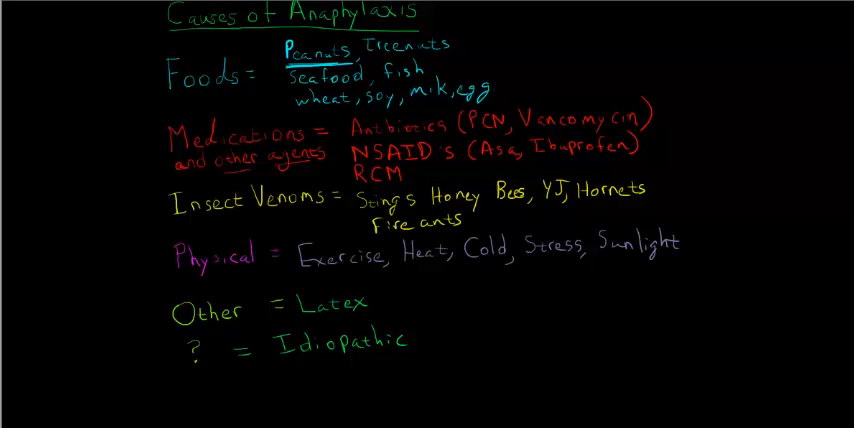 Causes of Anaphylaxis
Foods = Peanuts, Treenuts
Seafood, fish
wheat, soy, milk, egg
Medications = Antbiotics (PCN, Vancomycin)
and other agents NSAID's (Asa, Ibuprofen)
RCM
Insect Venoms = Stings Honey Bees, YJ, Hornets
Fire ants
Physical = Exercise, Heat, Cold, Stress, Sunlight
Other = Latex
? = Idiopathic